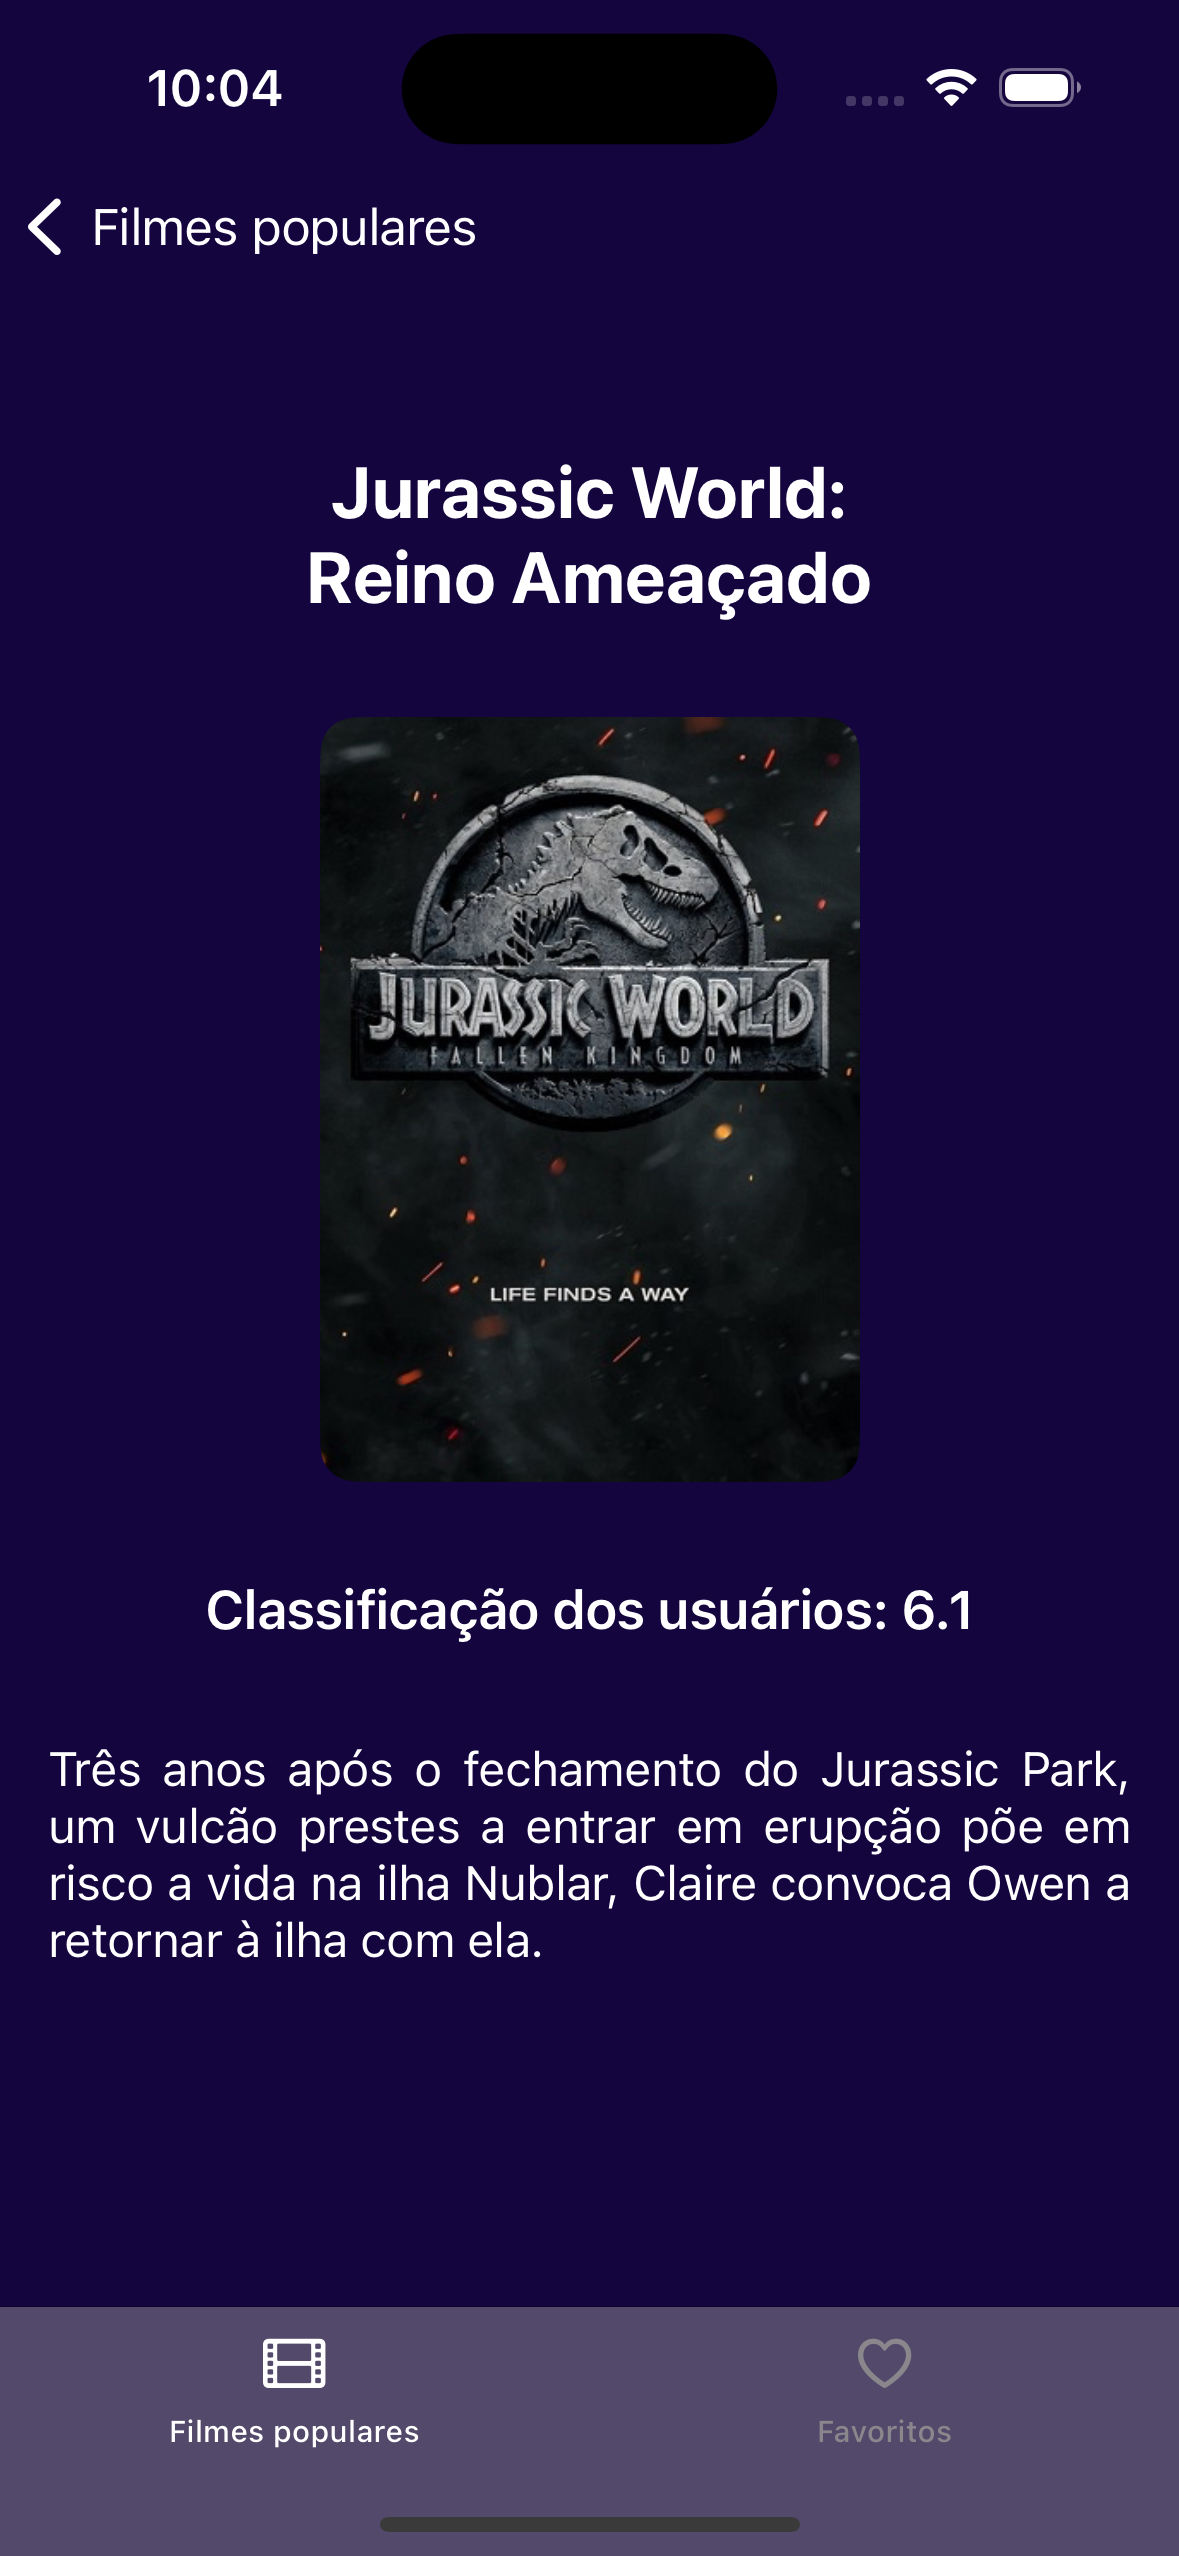 10:04
Filmes populares
Jurassic World:
Reino Ameaçado
JURASSIC WORLD
FALLEN KINGDOM
LIFE FINDS A WAY
Classificação dos usuários: 6.1
Três anos após o fechamento do Jurassic Park,
um vulcão prestes a entrar em erupção põe em
risco a vida na ilha Nublar, Claire convoca Owen a
retornar à ilha com ela.
Filmes populares
Favoritos